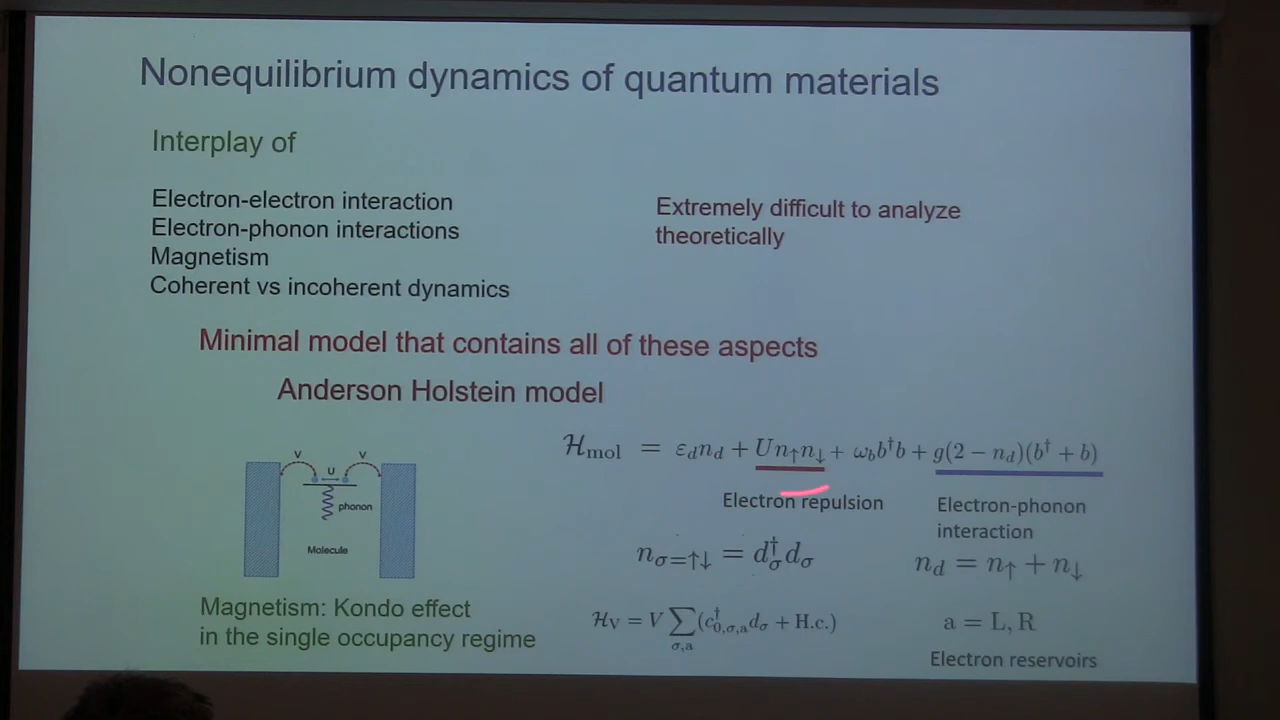 Nonequilibrium dynamics of quantum materials
Interplay of
Electron-electron interaction
Electron-phonon interactions
Magnetism
Coherent vs incoherent dynamics
Extremely difficult to analyze
theoretically
Minimal model that contains all of these aspects
Anderson Holstein model
V U V
phonon
Molecule
Magnetism: Kondo effect
in the single occupancy regime
ℋ_mol = ε_d n_d + U n_↑ n_↓ + ω_b b† b + g(2 − n_d)(b† + b)
Electron repulsion
Electron-phonon
interaction
n_σ=↑↓ = d†_σ d_σ
n_d = n_↑ + n_↓
ℋ_V = V ∑_σ,a (c†_0,σ,a d_σ + H.c.)
a = L, R
Electron reservoirs